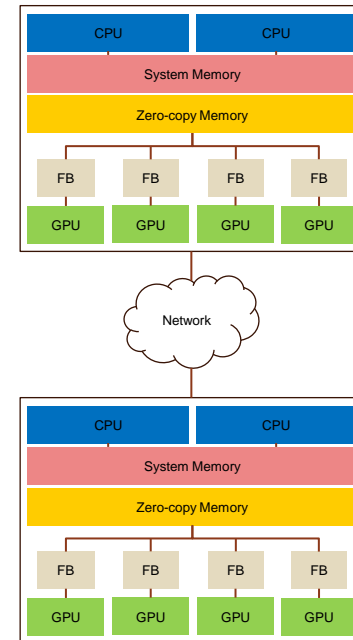 CPU CPU
System Memory
Zero-copy Memory
FB FB FB FB
GPU GPU GPU GPU
Network
CPU CPU
System Memory
Zero-copy Memory
FB FB FB FB
GPU GPU GPU GPU